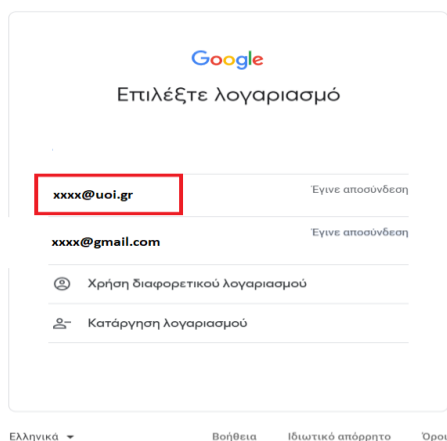 Google
Επιλέξτε λογαριασμό
xxxx@uoi.gr Έγινε αποσύνδεση
xxxx@gmail.com Έγινε αποσύνδεση
Χρήση διαφορετικού λογαριασμού
Κατάργηση λογαριασμού
Ελληνικά Βοήθεια Ιδιωτικό απόρρητο Όροι